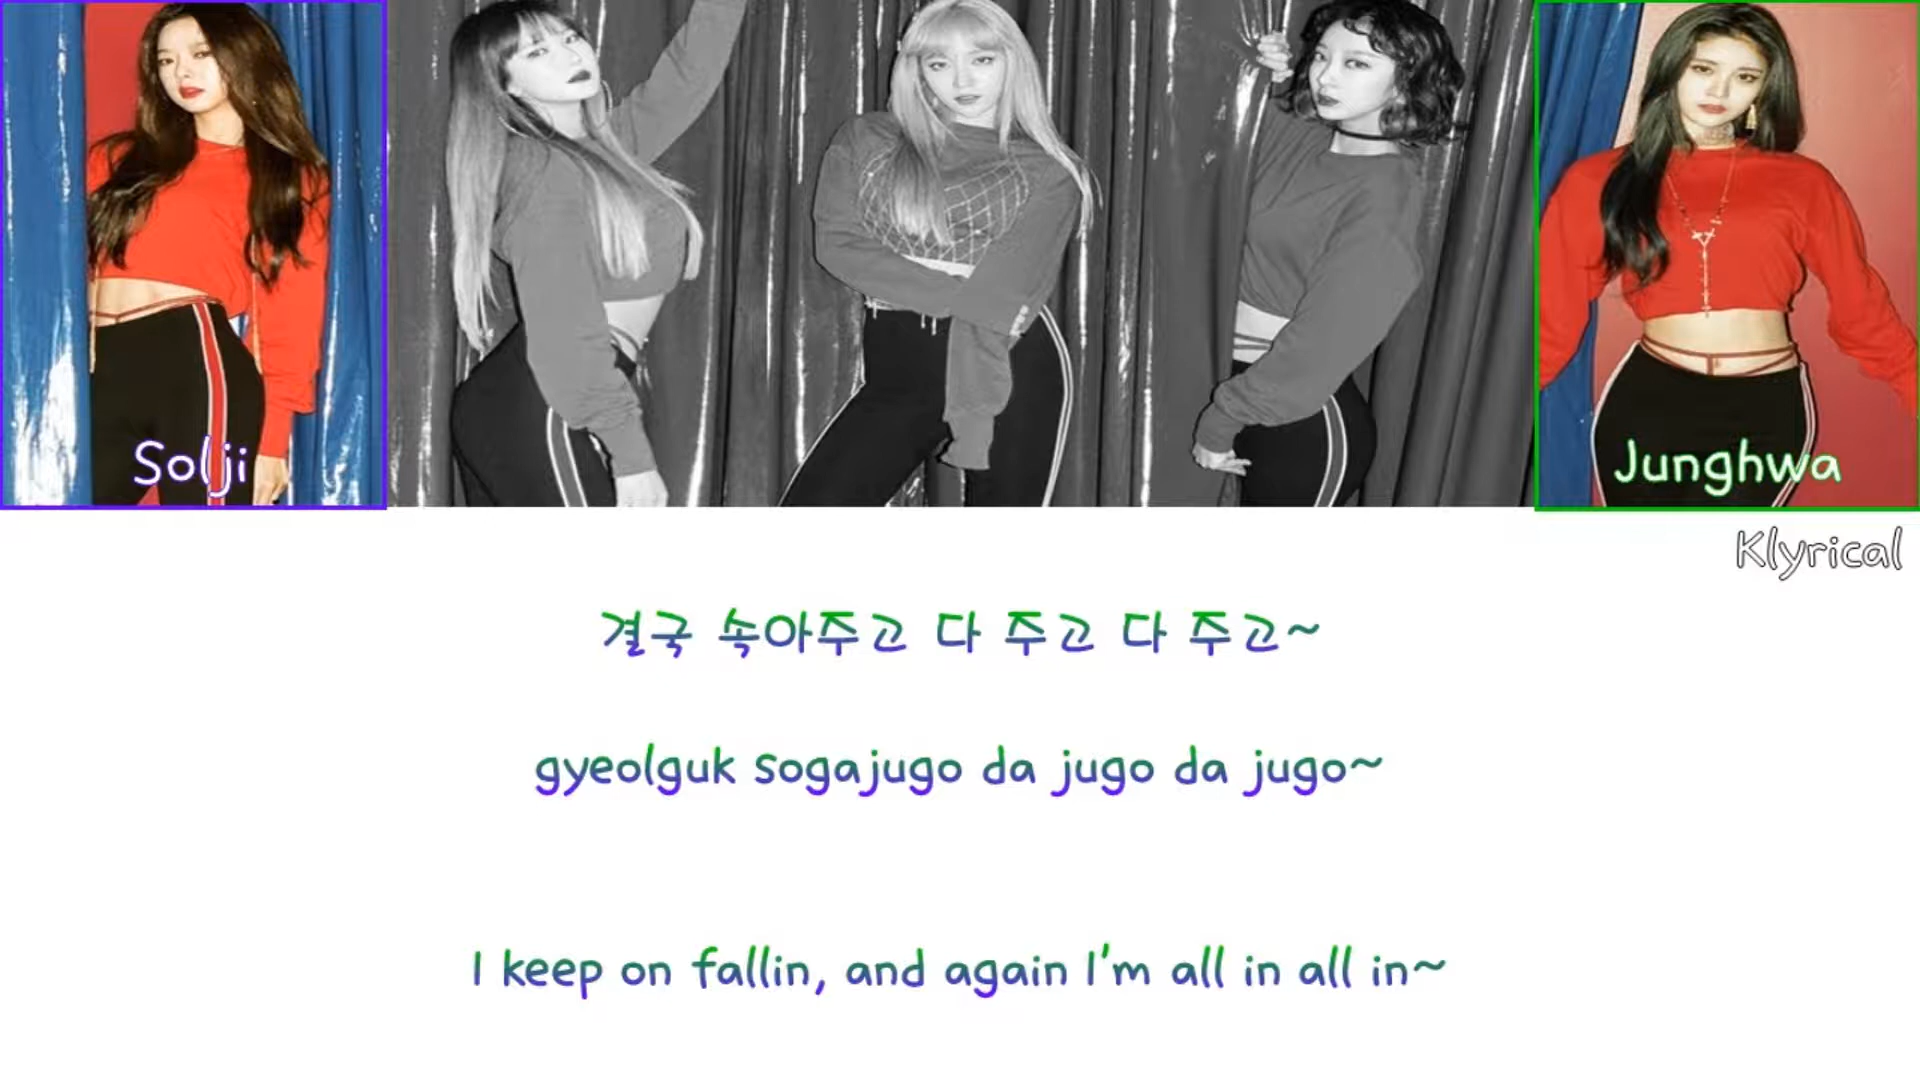 Solji
Junghwa
Klyrical
결국 속아주고 다 주고 다 주고~
gyeolguk sogajugo da jugo da jugo~
I keep on fallin, and again I'm all in all in~